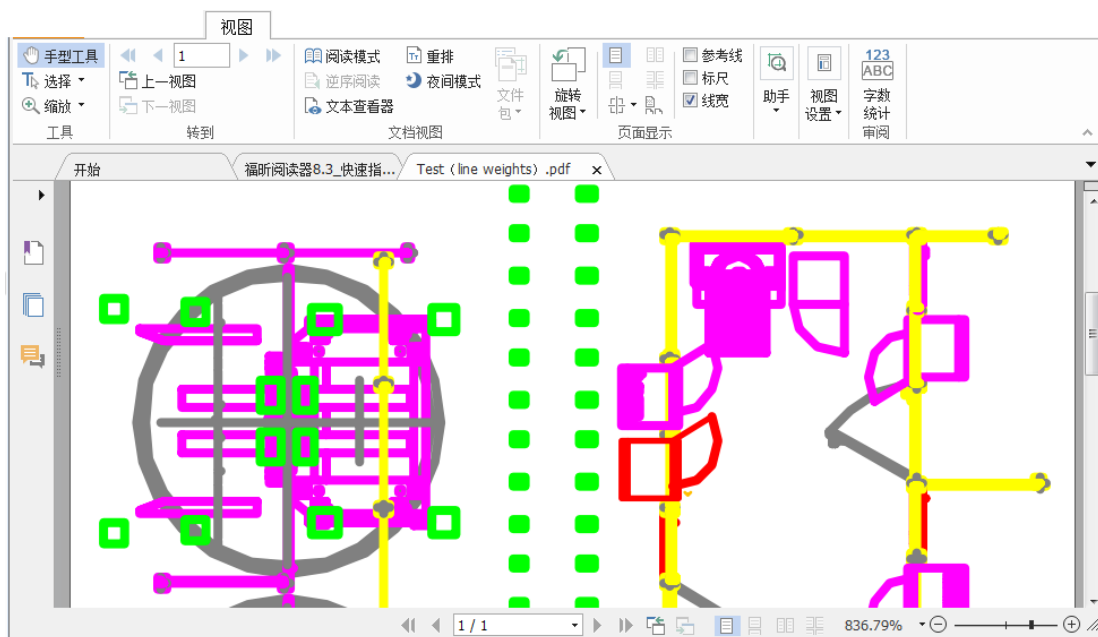 视图
手型工具
选择
缩放
工具
1
上一视图
下一视图
转到
阅读模式
逆序阅读
文本查看器
重排
夜间模式
文件包
文档视图
旋转视图
参考线
标尺
线宽
页面显示
助手
视图设置
123
ABC
字数统计
审阅
开始
福昕阅读器8.3_快速指...
Test（line weights）.pdf
1 / 1
836.79%